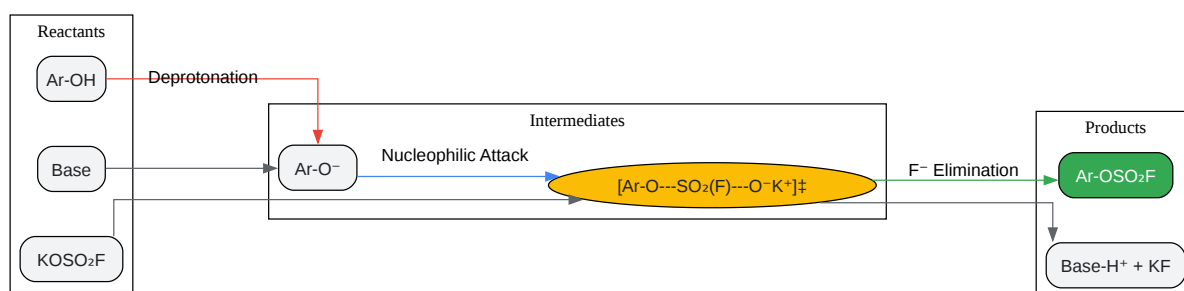 Reactants
Ar-OH
Deprotonation
Intermediates
Products
Base
Ar-O⁻
Nucleophilic Attack
[Ar-O---SO₂(F)---O⁻K⁺]‡
F⁻ Elimination
Ar-OSO₂F
KOSO₂F
Base-H⁺ + KF